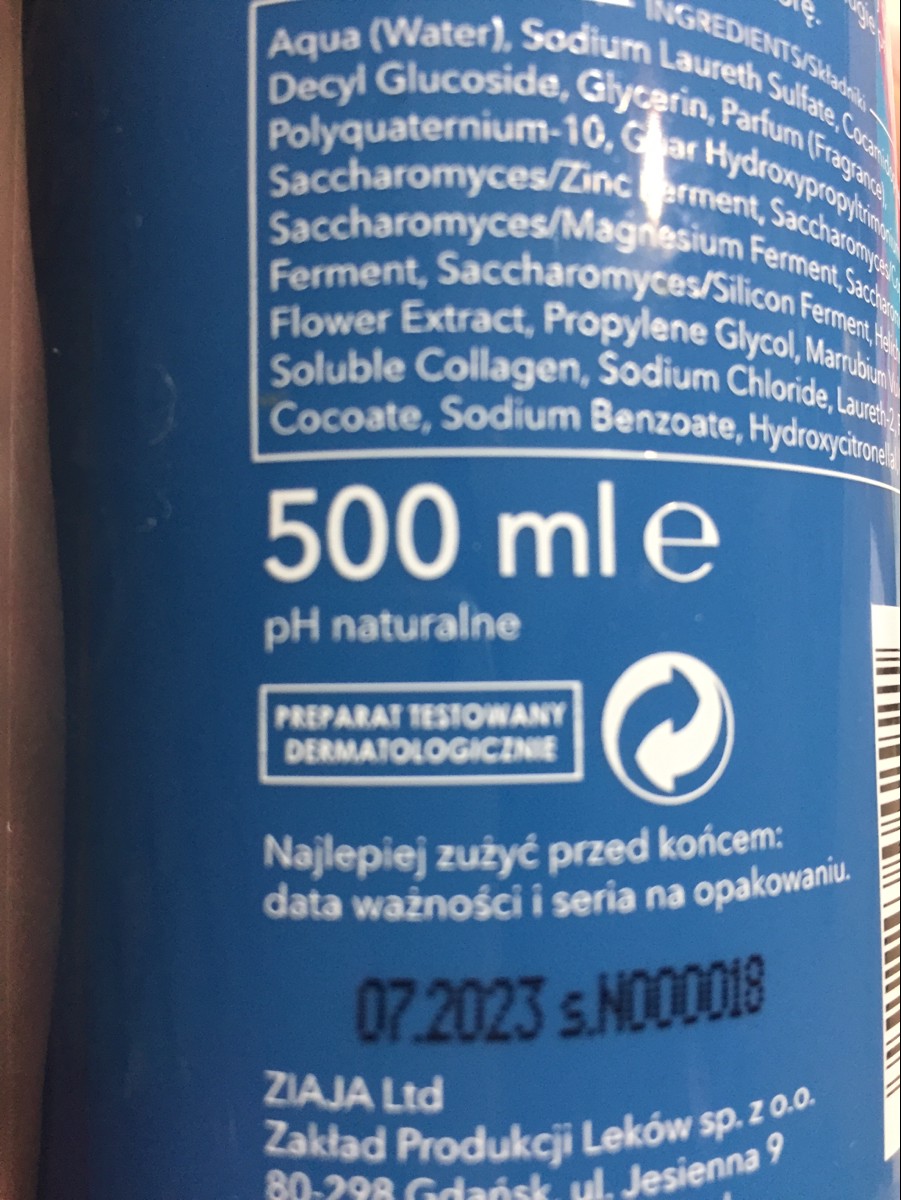 INGREDIENTS/Składniki
Aqua (Water), Sodium Laureth Sulfate,
Decyl Glucoside, Glycerin, Parfum (Fragrance),
Polyquaternium-10, Guar
Saccharomyces/Zinc Ferment,
Saccharomyces/Magnesium Ferment,
Ferment, Saccharomyces/Silicon Ferment,
Flower Extract, Propylene Glycol, Marrubium
Soluble Collagen, Sodium Chloride, Laureth-2,
Cocoate, Sodium Benzoate, Hydroxycitronellal
500 ml e
pH naturalne
PREPARAT TESTOWANY
DERMATOLOGICZNIE
Najlepiej zużyć przed końcem:
data ważności i seria na opakowaniu.
07.2023 s.N000018
ZIAJA Ltd
Zakład Produkcji Leków sp. z o.o.
80-298 Gdańsk, ul. Jesienna 9